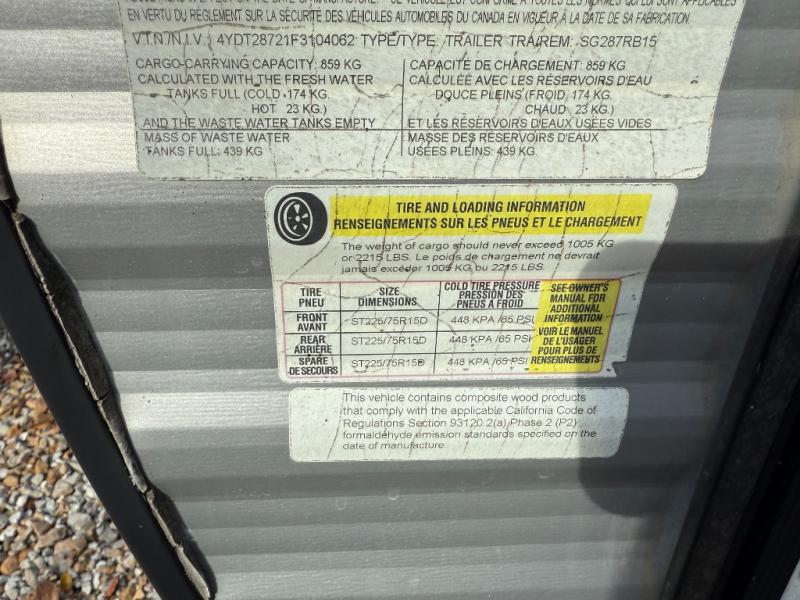 EN VERTU DU RÈGLEMENT SUR LA SÉCURITÉ DES VÉHICULES AUTOMOBILES DU CANADA EN VIGUEUR À LA DATE DE SA FABRICATION.
V.I.N./N.I.V.: 4YDT28721F3104062 TYPE/TYPE: TRAILER TRA/REM: SG287RB15
CARGO-CARRYING CAPACITY: 859 KG
CALCULATED WITH THE FRESH WATER
TANKS FULL (COLD 174 KG.
HOT 23 KG.)
AND THE WASTE WATER TANKS EMPTY
MASS OF WASTE WATER
TANKS FULL: 439 KG
CAPACITÉ DE CHARGEMENT: 859 KG
CALCULÉE AVEC LES RÉSERVOIRS D'EAU
DOUCE PLEINS (FROID, 174 KG.
CHAUD 23 KG.)
ET LES RÉSERVOIRS D'EAUX USÉES VIDES
MASSE DES RÉSERVOIRS D'EAUX
USÉES PLEINS: 439 KG.
TIRE AND LOADING INFORMATION
RENSEIGNEMENTS SUR LES PNEUS ET LE CHARGEMENT
The weight of cargo should never exceed 1005 KG
or 2215 LBS. Le poids de chargement ne devrait
jamais excéder 1005 KG ou 2215 LBS.
TIRE SIZE COLD TIRE PRESSURE
PNEU DIMENSIONS PRESSION DES
PNEUS A FROID
FRONT
AVANT ST225/75R15D 448 KPA /65 PSI
REAR
ARRIÈRE ST225/75R15D 448 KPA /65 PSI
SPARE
DE SECOURS ST225/75R15D 448 KPA /65 PSI
SEE OWNER'S
MANUAL FOR
ADDITIONAL
INFORMATION
VOIR LE MANUEL
DE L'USAGER
POUR PLUS DE
RENSEIGNEMENTS
This vehicle contains composite wood products
that comply with the applicable California Code of
Regulations Section 93120.2(a) Phase 2 (P2)
formaldehyde emission standards specified on the
date of manufacture.